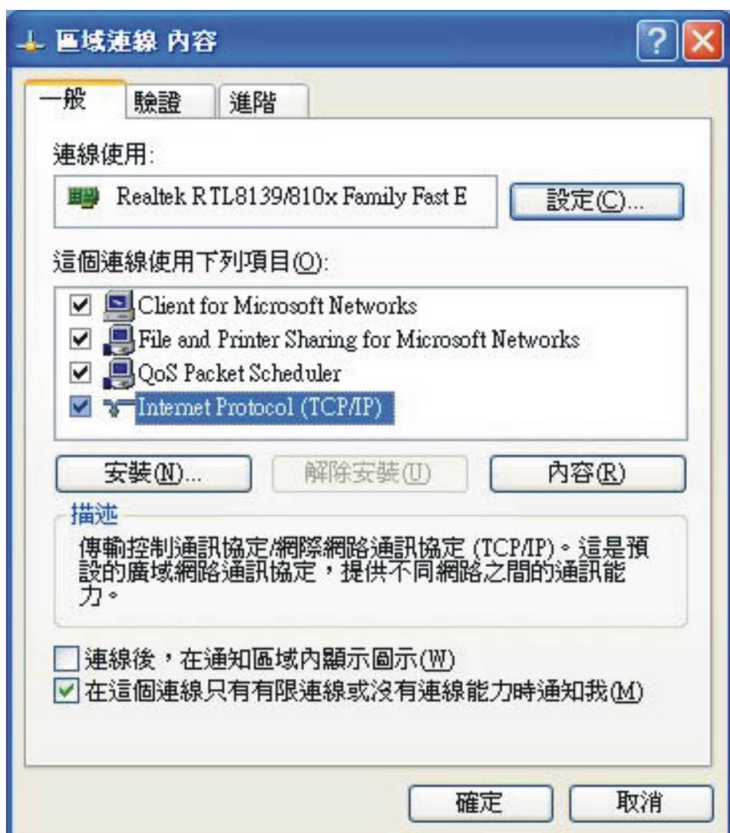 區域連線 內容
一般 驗證 進階
連線使用:
Realtek RTL8139/810x Family Fast E
設定(C)...
這個連線使用下列項目(O):
Client for Microsoft Networks
File and Printer Sharing for Microsoft Networks
QoS Packet Scheduler
Internet Protocol (TCP/IP)
安裝(N)... 解除安裝(U) 內容(R)
描述
傳輸控制通訊協定/網際網路通訊協定 (TCP/IP)。這是預
設的廣域網路通訊協定，提供不同網路之間的通訊能
力。
連線後，在通知區域內顯示圖示(W)
在這個連線只有有限連線或沒有連線能力時通知我(M)
確定 取消